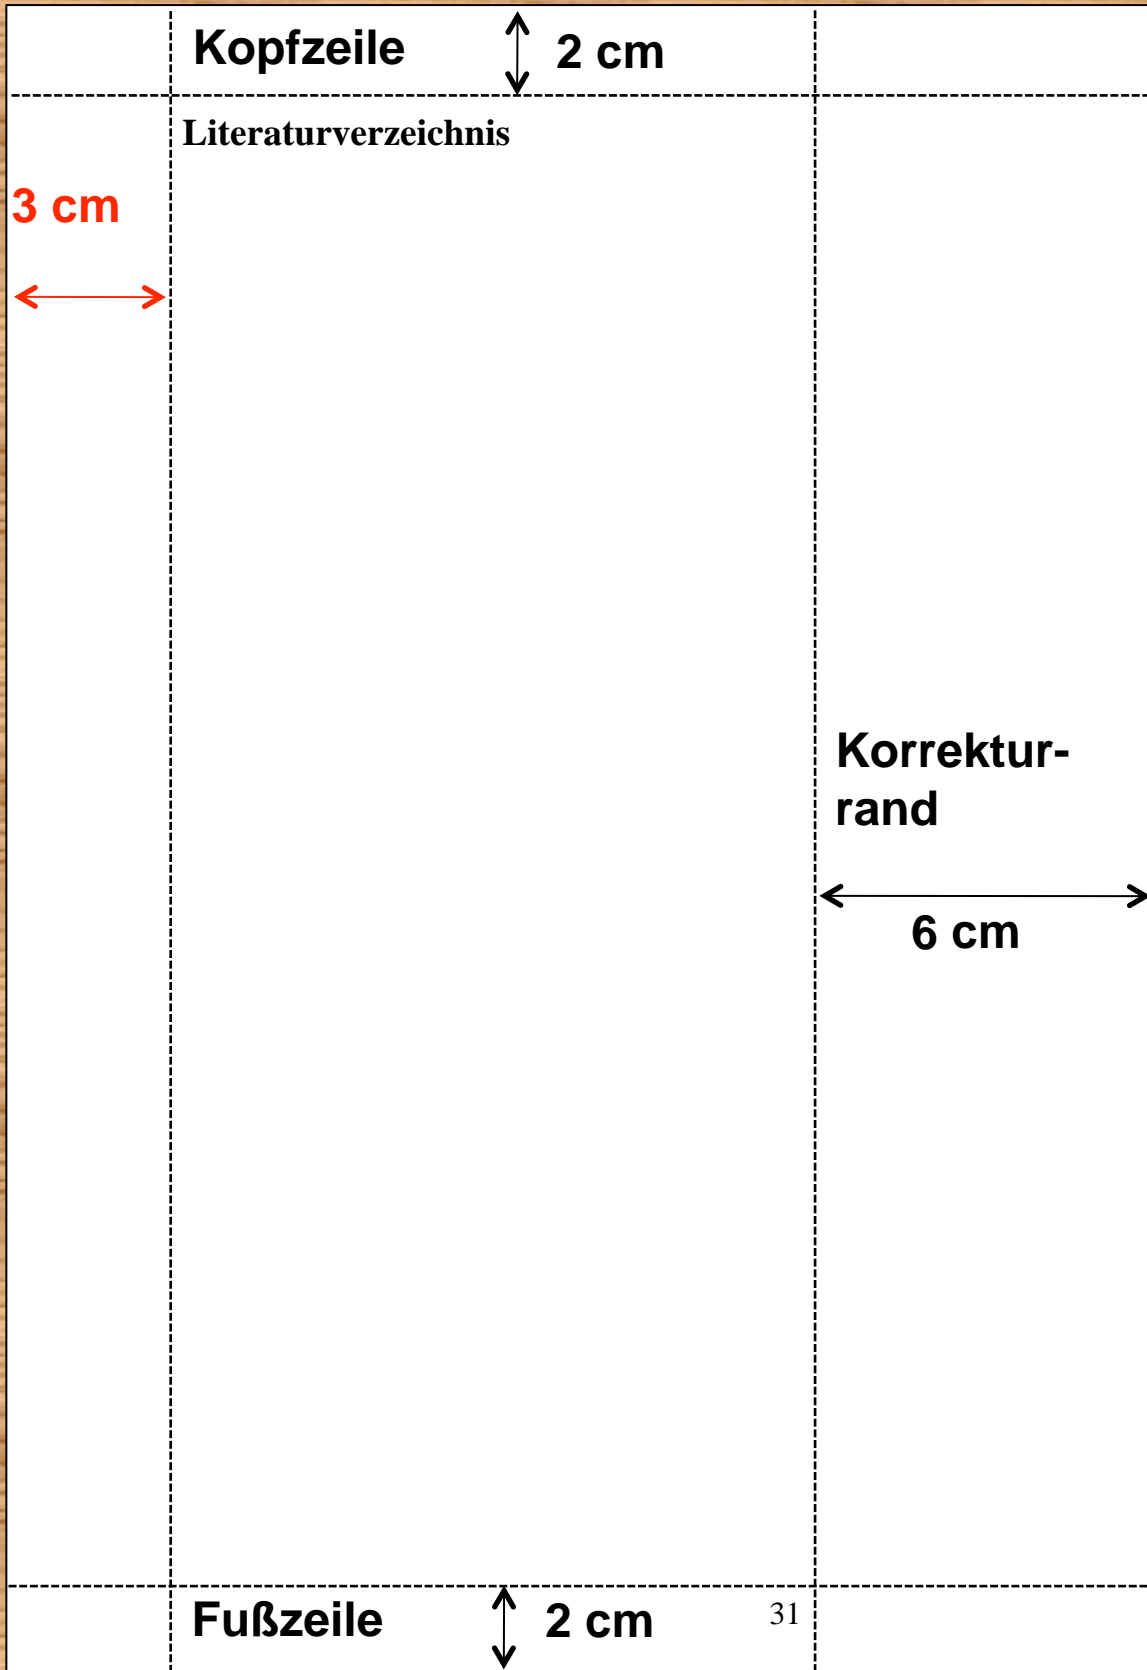 Kopfzeile 2 cm
Literaturverzeichnis
3 cm
Korrektur-
rand
6 cm
Fußzeile 2 cm 31